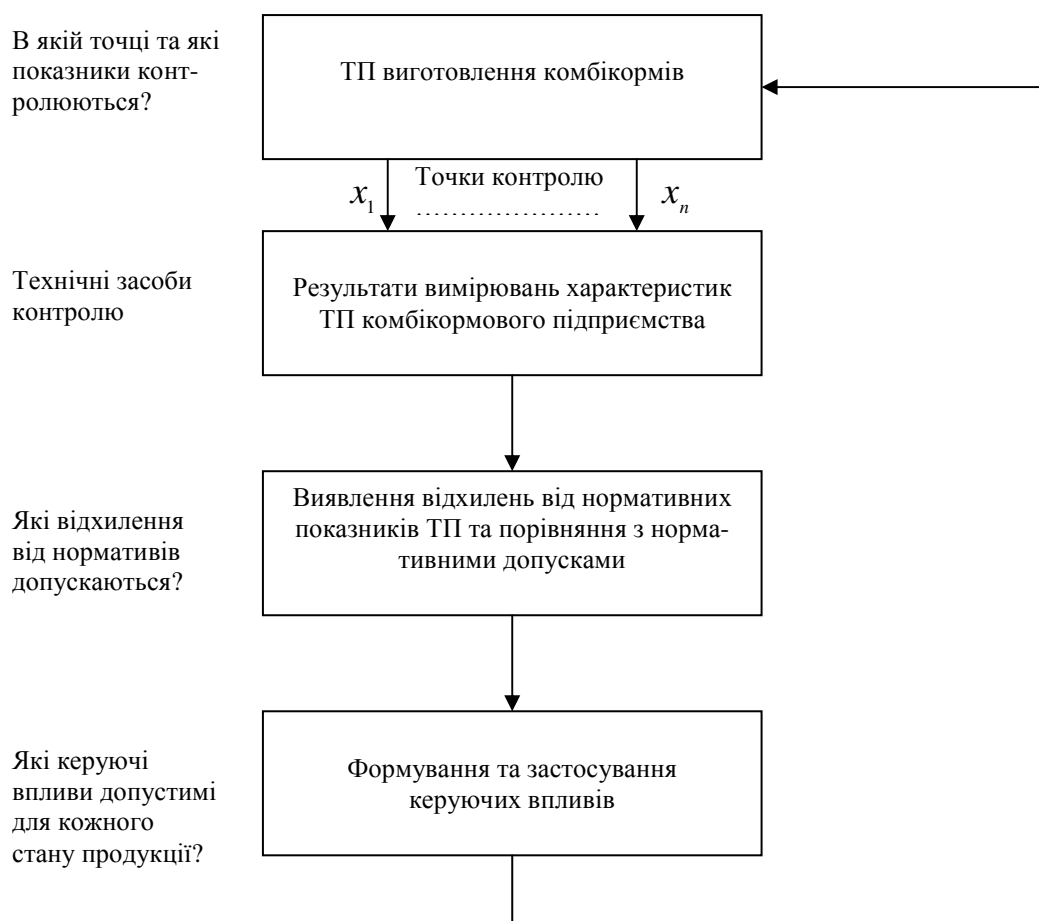 В якій точці та які
показники конт-
ролюються?
ТП виготовлення комбікормів
Точки контролю
x₁
.....................
xₙ
Технічні засоби
контролю
Результати вимірювань характеристик
ТП комбікормового підприємства
Які відхилення
від нормативів
допускаються?
Виявлення відхилень від нормативних
показників ТП та порівняння з норма-
тивними допусками
Які керуючі
впливи допустимі
для кожного
стану продукції?
Формування та застосування
керуючих впливів